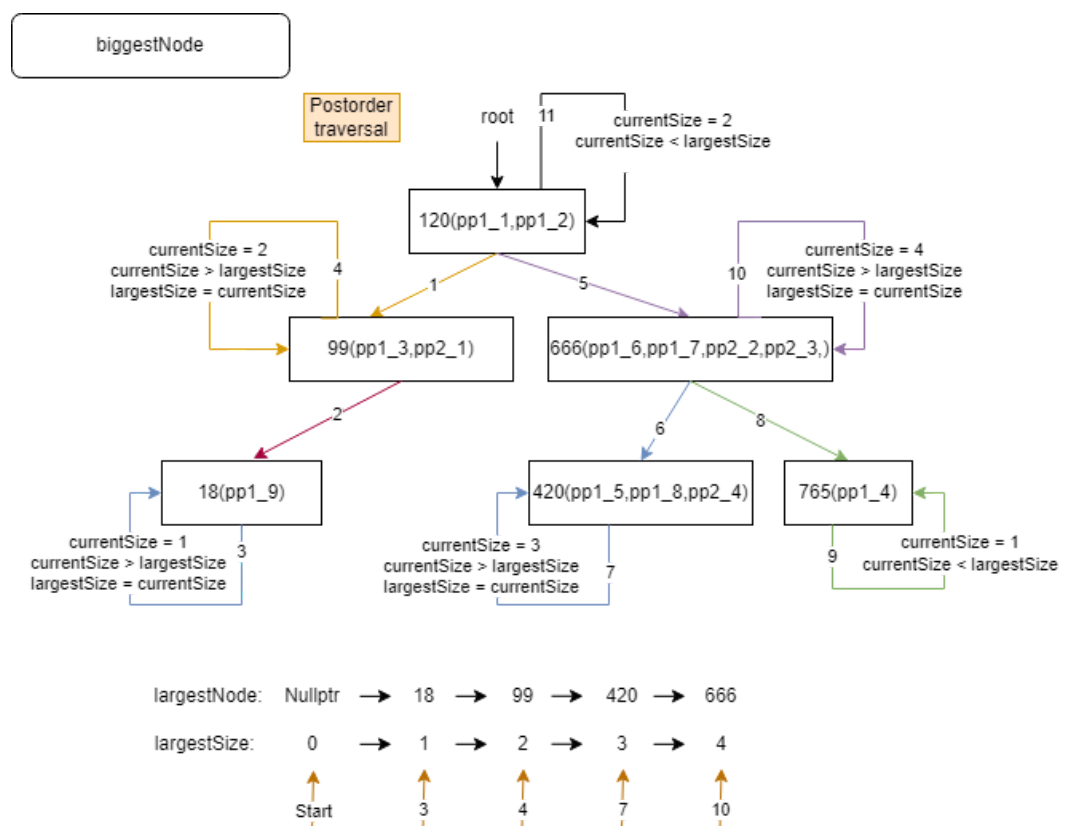 biggestNode
Postorder
traversal
root
11
currentSize = 2
currentSize < largestSize
120(pp1_1,pp1_2)
currentSize = 2
currentSize > largestSize
largestSize = currentSize
4
1
5
10
currentSize = 4
currentSize > largestSize
largestSize = currentSize
99(pp1_3,pp2_1)
666(pp1_6,pp1_7,pp2_2,pp2_3,)
2
6
8
18(pp1_9)
420(pp1_5,pp1_8,pp2_4)
765(pp1_4)
currentSize = 1
currentSize > largestSize
largestSize = currentSize
3
currentSize = 3
currentSize > largestSize
largestSize = currentSize
7
9
currentSize = 1
currentSize < largestSize
largestNode: Nullptr 18 99 420 666
largestSize: 0 1 2 3 4
Start 3 4 7 10